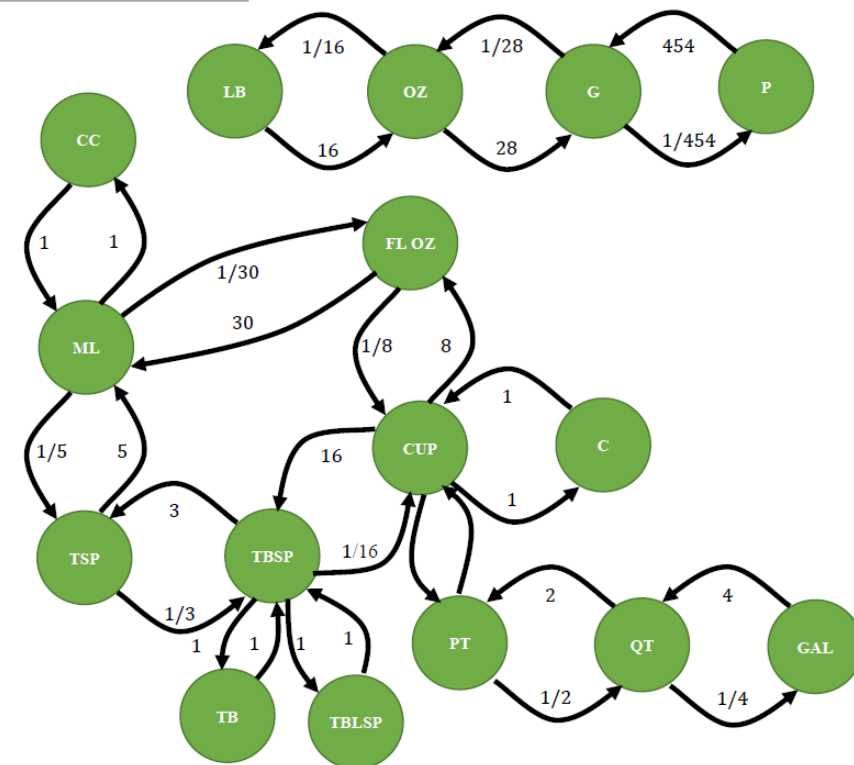 1/16
1/28
454
LB
OZ
G
P
16
28
1/454
CC
1
1
FL OZ
1/30
30
ML
1/8
8
1
1/5
5
16
CUP
C
3
1
TSP
TBSP
1/16
1/3
2
4
1
1
1
1
PT
QT
GAL
1/2
1/4
TB
TBLSP